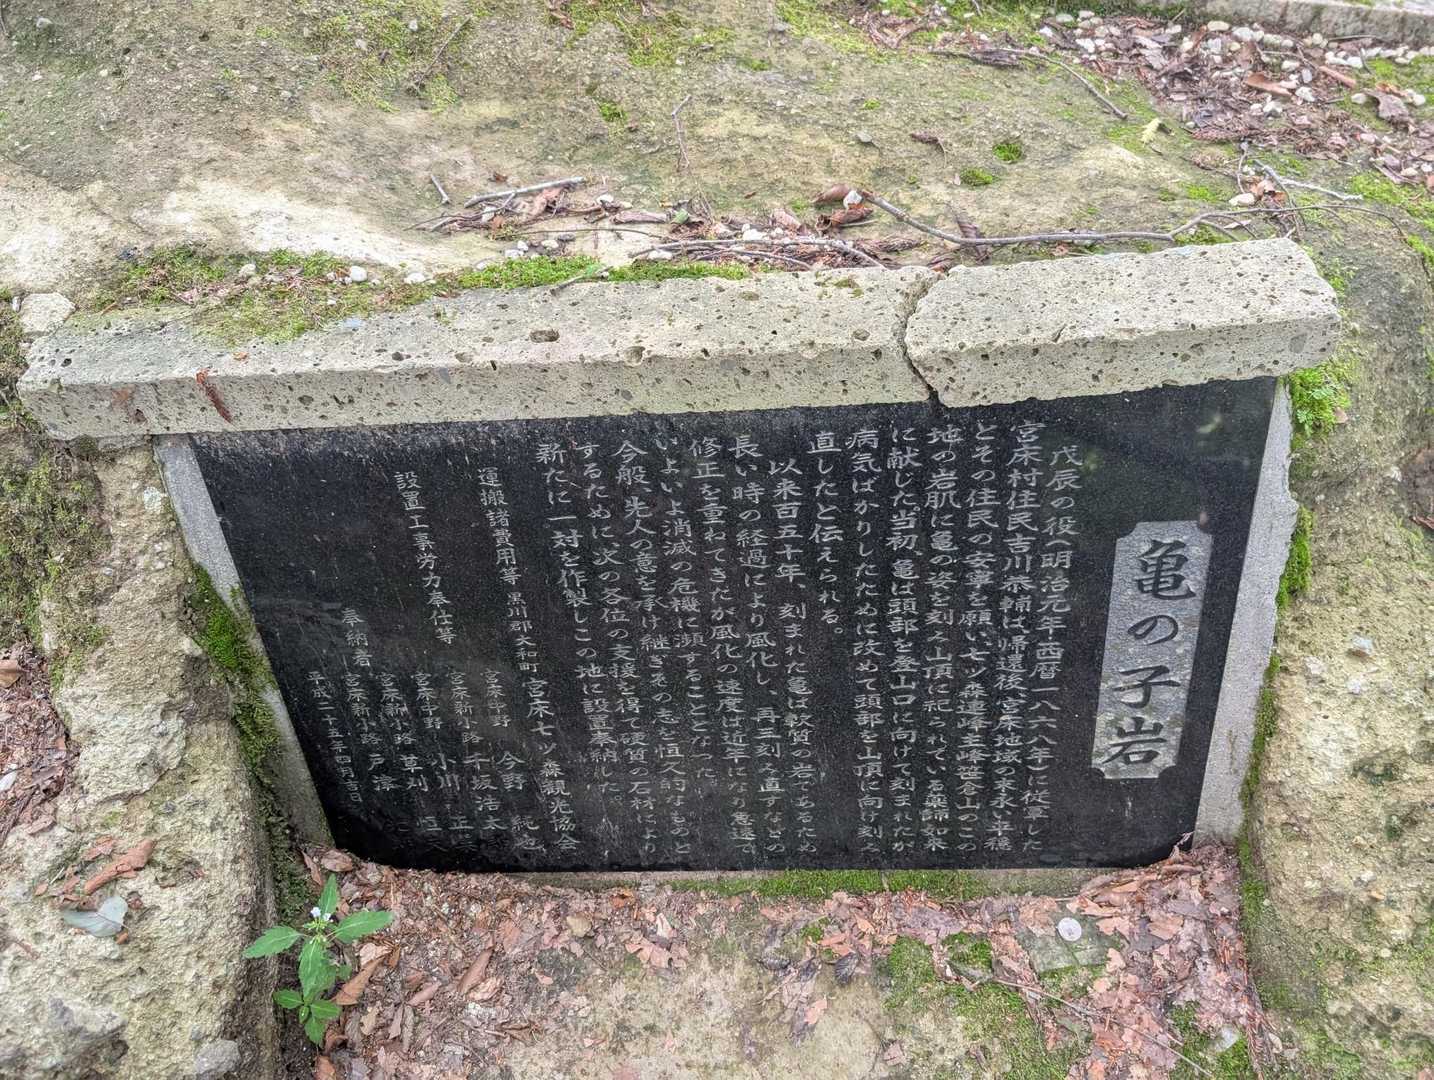 亀の子岩
戊辰の役(明治元年・西暦一八六八年)に従軍した
宮床村住民吉川恭輔は、帰還後、宮床地域の末永い平穏
とその住民の安寧を願い、七ツ森連峰主峰笹倉山のこの
地の岩肌に亀の姿を刻み山頂に祀られている薬師如来
に献じた。当初、亀は頭部を登山口に向けて刻まれたが
病気ばかりしたために改めて頭部を山頂に向け刻み
直したと伝えられる。
以来百五十年、刻まれた亀は軟質の岩であるため
長い時の経過により風化し、再三刻み直すなどの
修正を重ねてきだが風化の速度は近年になり急速で
いよいよ消滅の危機に瀕することとなった。
今般、先人の意を承け継ぎその志を恒久的なものと
するために、次の各位の支援を得て硬質の石材により
新たに一対を作製しこの地に設置奉納した。
運搬諸費用等 黒川郡大和町 宮床七ツ森観光協会
宮床中野 今野 純也
設置工事労力奉仕等 宮床新小路 千坂浩太
宮床中野 小川 正
宮床新小路 草刈 恒
奉納者 宮床新小路 戸津
平成二十五年四月吉日